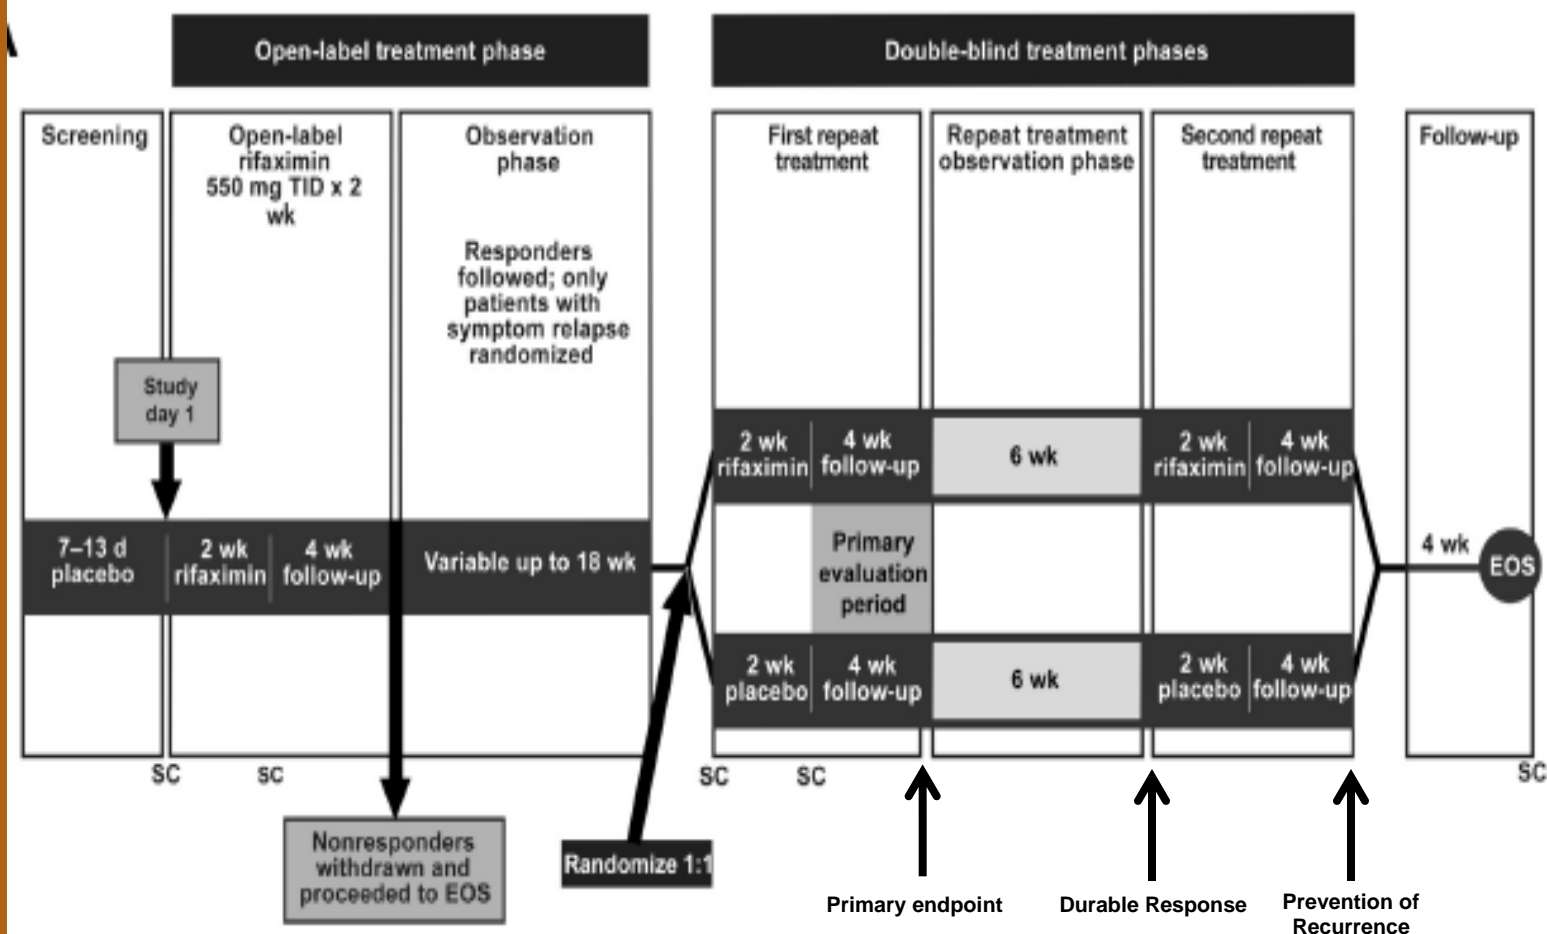 A
Open-label treatment phase
Double-blind treatment phases
Screening
Open-label
rifaximin
550 mg TID x 2
wk
Observation
phase
Responders
followed; only
patients with
symptom relapse
randomized
First repeat
treatment
Repeat treatment
observation phase
Second repeat
treatment
Follow-up
Study
day 1
7–13 d
placebo
2 wk
rifaximin
4 wk
follow-up
Variable up to 18 wk
2 wk
rifaximin
4 wk
follow-up
6 wk
2 wk
rifaximin
4 wk
follow-up
Primary
evaluation
period
2 wk
placebo
4 wk
follow-up
6 wk
2 wk
placebo
4 wk
follow-up
4 wk
EOS
SC
SC
SC
SC
SC
Nonresponders
withdrawn and
proceeded to EOS
Randomize 1:1
Primary endpoint
Durable Response
Prevention of
Recurrence